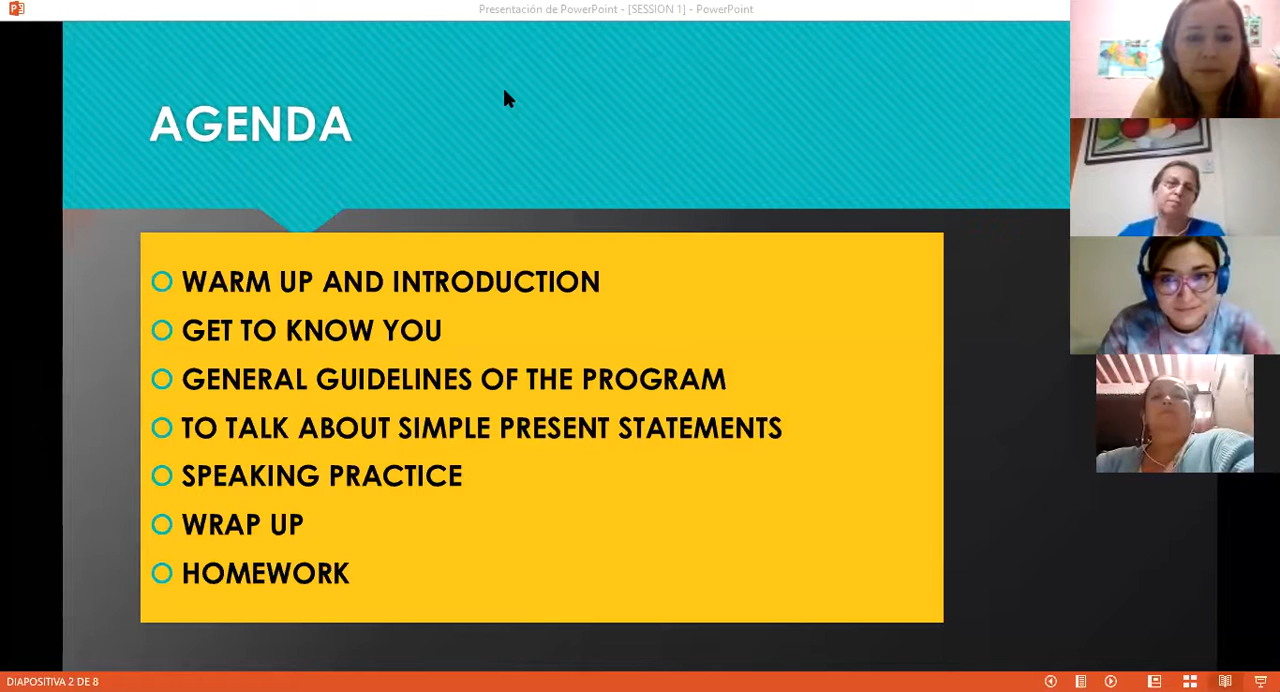 Presentación de PowerPoint - [SESSION 1] - PowerPoint
AGENDA
WARM UP AND INTRODUCTION
GET TO KNOW YOU
GENERAL GUIDELINES OF THE PROGRAM
TO TALK ABOUT SIMPLE PRESENT STATEMENTS
SPEAKING PRACTICE
WRAP UP
HOMEWORK
DIAPOSITIVA 2 DE 8